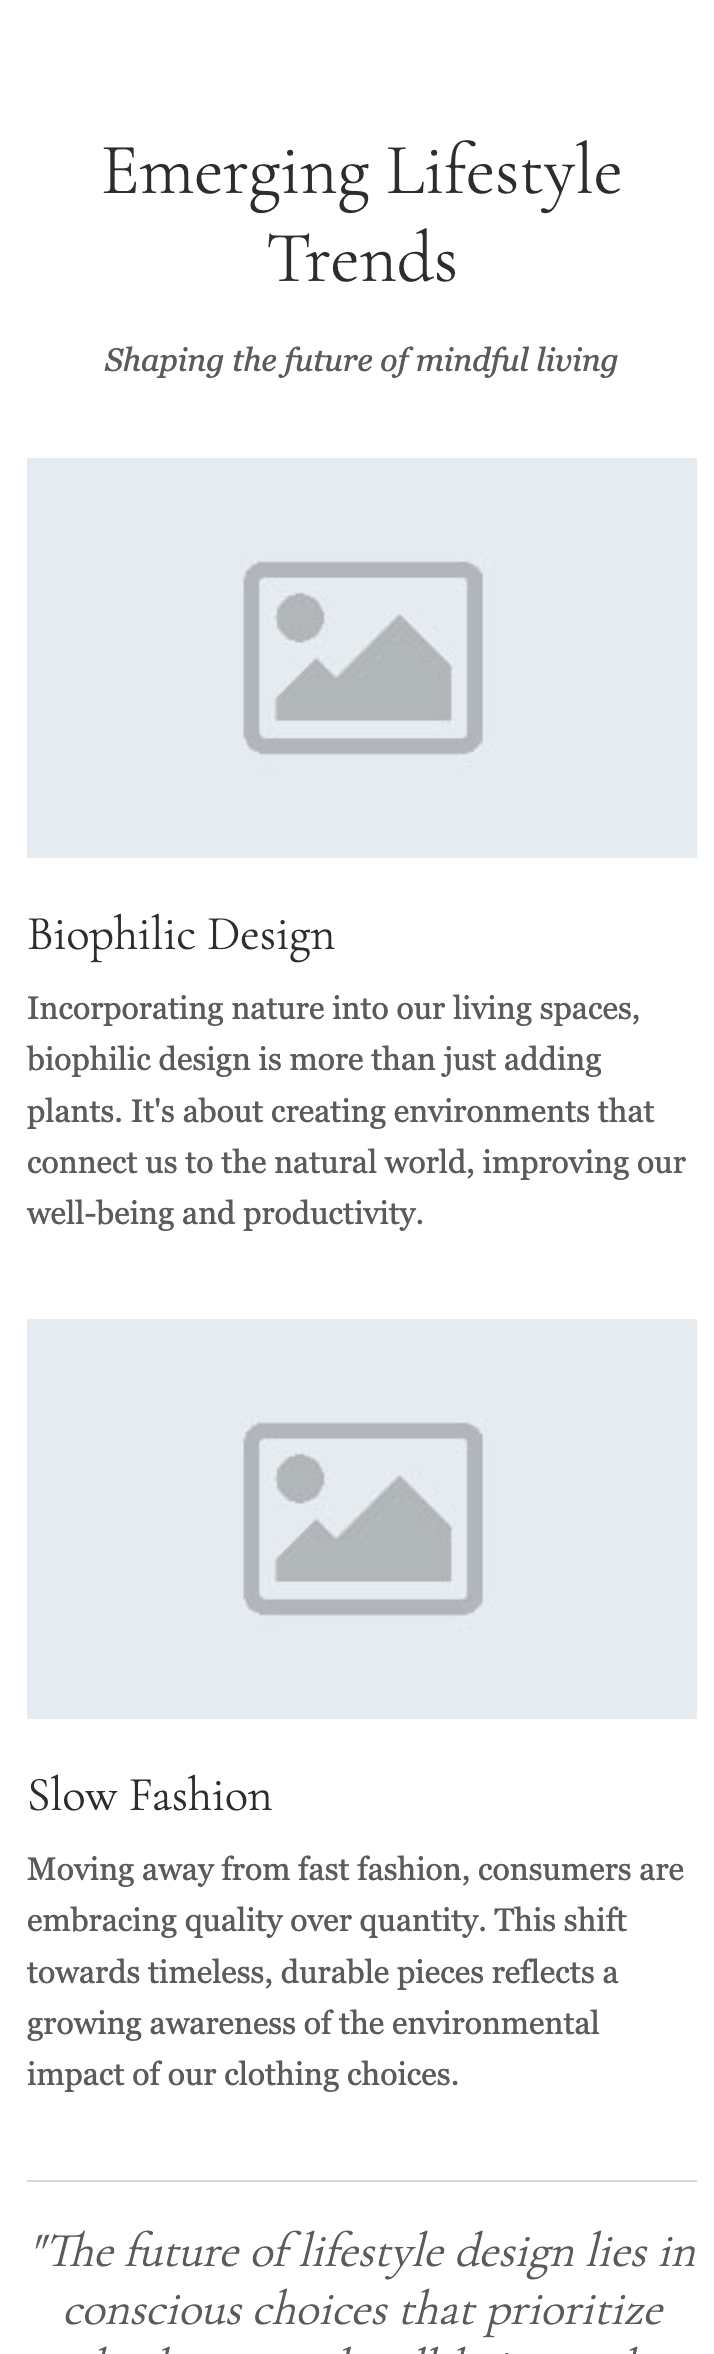 Emerging Lifestyle
Trends
Shaping the future of mindful living
Biophilic Design
Incorporating nature into our living spaces,
biophilic design is more than just adding
plants. It's about creating environments that
connect us to the natural world, improving our
well-being and productivity.
Slow Fashion
Moving away from fast fashion, consumers are
embracing quality over quantity. This shift
towards timeless, durable pieces reflects a
growing awareness of the environmental
impact of our clothing choices.
"The future of lifestyle design lies in
conscious choices that prioritize